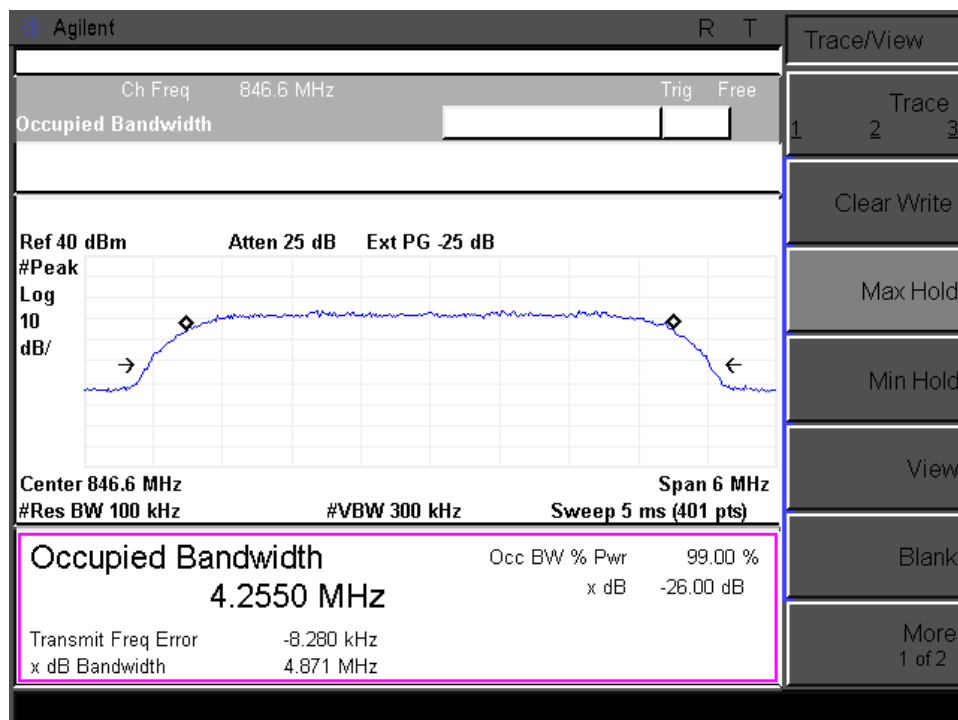 Agilent R T
Trace/View
Ch Freq 846.6 MHz Trig Free
Occupied Bandwidth
Trace
1 2 3
Clear Write
Ref 40 dBm Atten 25 dB Ext PG -25 dB
#Peak
Log
10
dB/
Max Hold
Min Hold
View
Center 846.6 MHz Span 6 MHz
#Res BW 100 kHz #VBW 300 kHz Sweep 5 ms (401 pts)
Occupied Bandwidth
4.2550 MHz
Occ BW % Pwr 99.00 %
x dB -26.00 dB
Transmit Freq Error -8.280 kHz
x dB Bandwidth 4.871 MHz
Blank
More
1 of 2